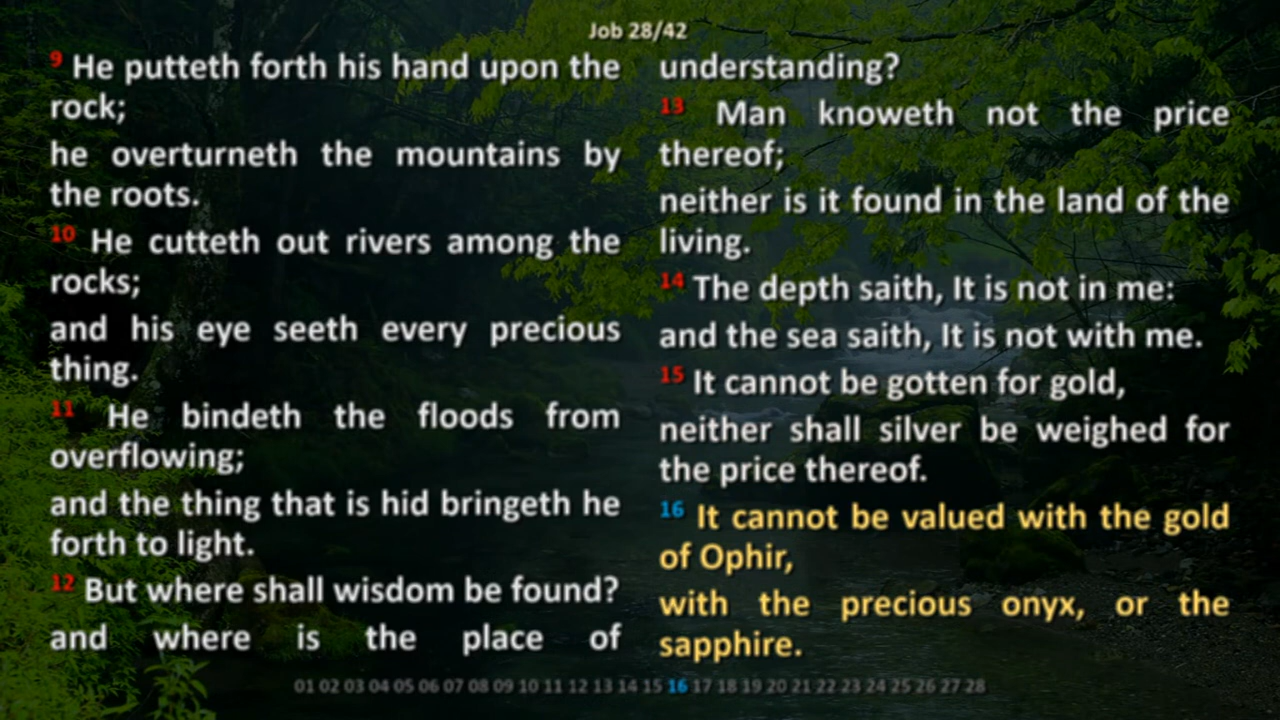 Job 28/42
9 He putteth forth his hand upon the
rock;
he overturneth the mountains by
the roots.
10 He cutteth out rivers among the
rocks;
and his eye seeth every precious
thing.
11 He bindeth the floods from
overflowing;
and the thing that is hid bringeth he
forth to light.
12 But where shall wisdom be found?
and where is the place of
understanding?
13 Man knoweth not the price
thereof;
neither is it found in the land of the
living.
14 The depth saith, It is not in me:
and the sea saith, It is not with me.
15 It cannot be gotten for gold,
neither shall silver be weighed for
the price thereof.
16 It cannot be valued with the gold
of Ophir,
with the precious onyx, or the
sapphire.
01 02 03 04 05 06 07 08 09 10 11 12 13 14 15 16 17 18 19 20 21 22 23 24 25 26 27 28